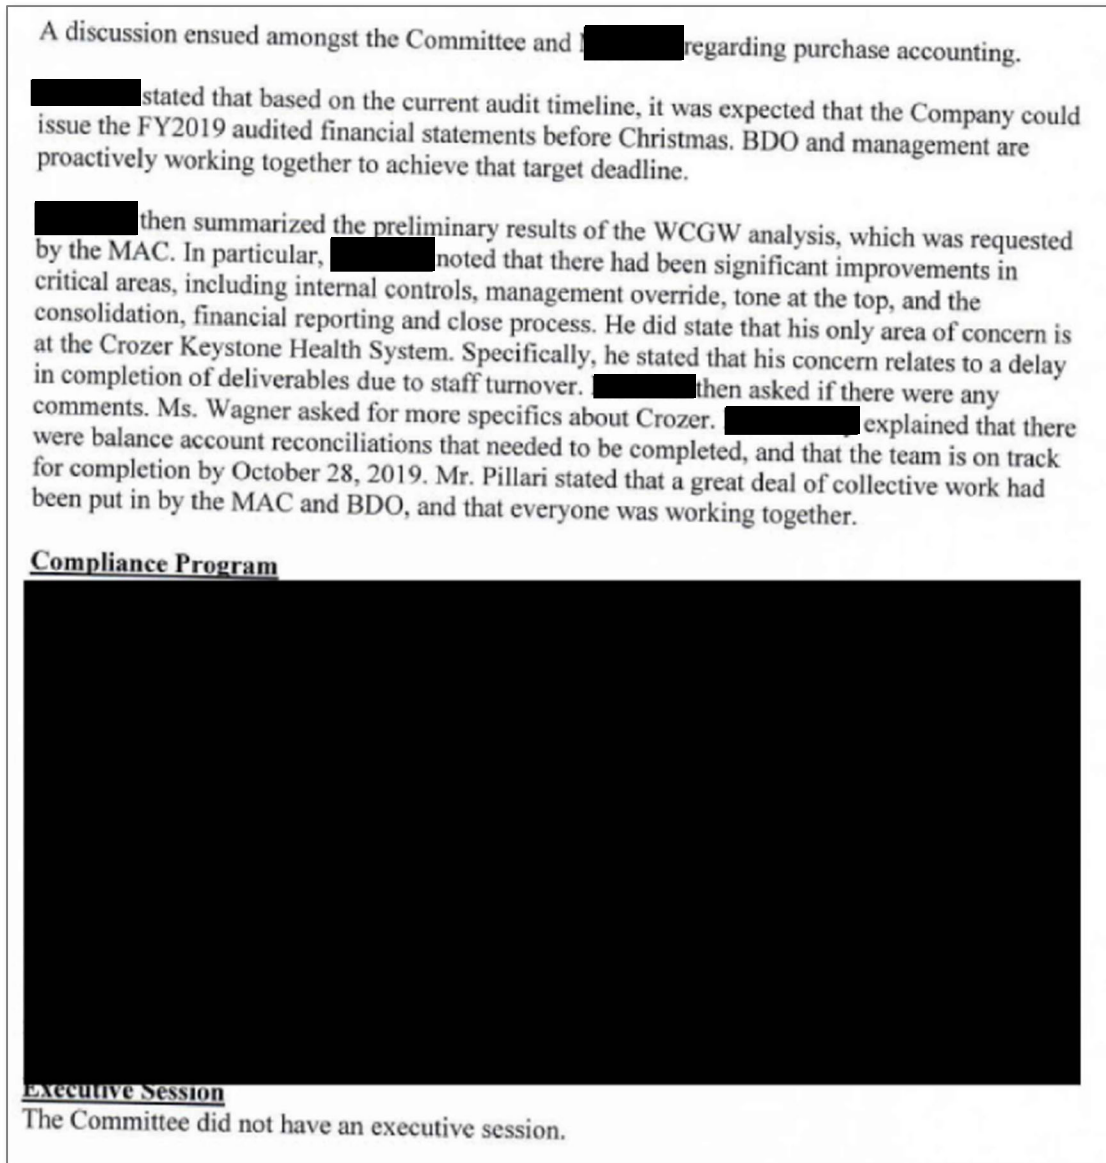 A discussion ensued amongst the Committee and regarding purchase accounting.
stated that based on the current audit timeline, it was expected that the Company could
issue the FY2019 audited financial statements before Christmas. BDO and management are
proactively working together to achieve that target deadline.
then summarized the preliminary results of the WCGW analysis, which was requested
by the MAC. In particular, noted that there had been significant improvements in
critical areas, including internal controls, management override, tone at the top, and the
consolidation, financial reporting and close process. He did state that his only area of concern is
at the Crozer Keystone Health System. Specifically, he stated that his concern relates to a delay
in completion of deliverables due to staff turnover. then asked if there were any
comments. Ms. Wagner asked for more specifics about Crozer. explained that there
were balance account reconciliations that needed to be completed, and that the team is on track
for completion by October 28, 2019. Mr. Pillari stated that a great deal of collective work had
been put in by the MAC and BDO, and that everyone was working together.
Compliance Program
Executive Session
The Committee did not have an executive session.